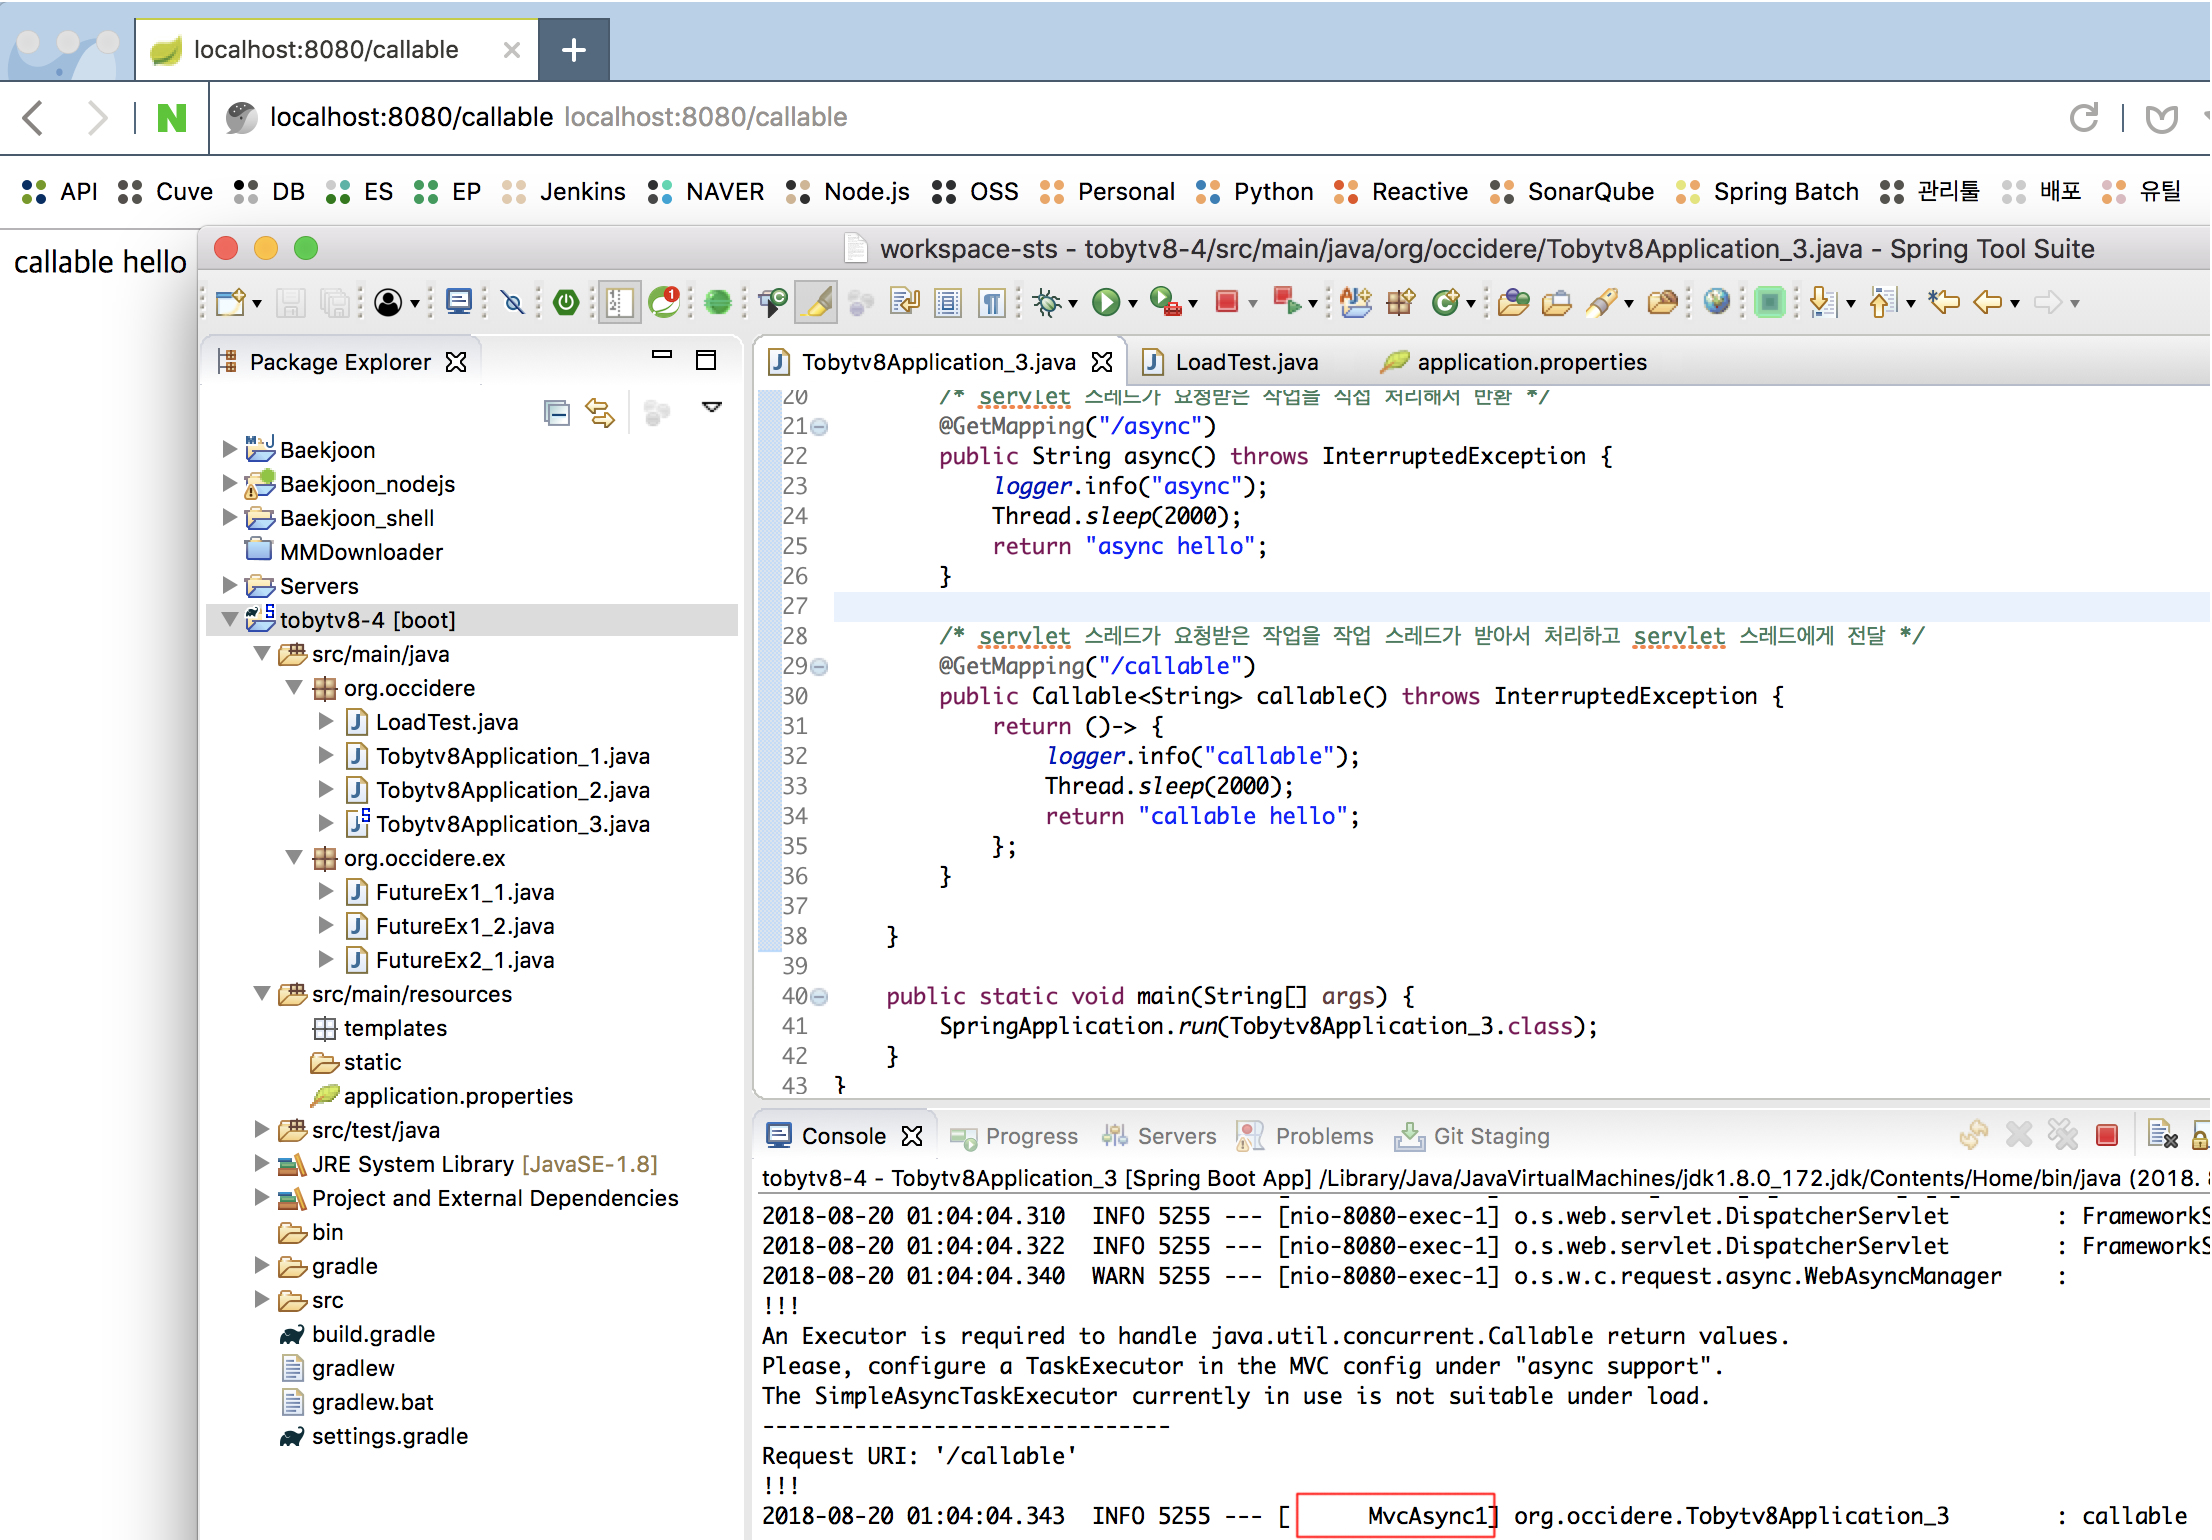 localhost:8080/callable
localhost:8080/callable localhost:8080/callable
API Cuve DB ES EP Jenkins NAVER Node.js OSS Personal Python Reactive SonarQube Spring Batch 관리툴 배포 유틸
callable hello
workspace-sts - tobytv8-4/src/main/java/org/occidere/Tobytv8Application_3.java - Spring Tool Suite
Package Explorer
Baekjoon
Baekjoon_nodejs
Baekjoon_shell
MMDownloader
Servers
tobytv8-4 [boot]
src/main/java
org.occidere
LoadTest.java
Tobytv8Application_1.java
Tobytv8Application_2.java
Tobytv8Application_3.java
org.occidere.ex
FutureEx1_1.java
FutureEx1_2.java
FutureEx2_1.java
src/main/resources
templates
static
application.properties
src/test/java
JRE System Library [JavaSE-1.8]
Project and External Dependencies
bin
gradle
src
build.gradle
gradlew
gradlew.bat
settings.gradle
Tobytv8Application_3.java LoadTest.java application.properties
20 /* servlet 스레드가 요청받은 작업을 직접 처리해서 반환 */
21 @GetMapping("/async")
22 public String async() throws InterruptedException {
23 logger.info("async");
24 Thread.sleep(2000);
25 return "async hello";
26 }
27
28 /* servlet 스레드가 요청받은 작업을 작업 스레드가 받아서 처리하고 servlet 스레드에게 전달 */
29 @GetMapping("/callable")
30 public Callable<String> callable() throws InterruptedException {
31 return ()-> {
32 logger.info("callable");
33 Thread.sleep(2000);
34 return "callable hello";
35 };
36 }
37
38 }
39
40 public static void main(String[] args) {
41 SpringApplication.run(Tobytv8Application_3.class);
42 }
43 }
Console Progress Servers Problems Git Staging
tobytv8-4 - Tobytv8Application_3 [Spring Boot App] /Library/Java/JavaVirtualMachines/jdk1.8.0_172.jdk/Contents/Home/bin/java (2018. 8
2018-08-20 01:04:04.310 INFO 5255 --- [nio-8080-exec-1] o.s.web.servlet.DispatcherServlet : FrameworkS
2018-08-20 01:04:04.322 INFO 5255 --- [nio-8080-exec-1] o.s.web.servlet.DispatcherServlet : FrameworkS
2018-08-20 01:04:04.340 WARN 5255 --- [nio-8080-exec-1] o.s.w.c.request.async.WebAsyncManager :
!!!
An Executor is required to handle java.util.concurrent.Callable return values.
Please, configure a TaskExecutor in the MVC config under "async support".
The SimpleAsyncTaskExecutor currently in use is not suitable under load.
-------------------------------
Request URI: '/callable'
!!!
2018-08-20 01:04:04.343 INFO 5255 --- [ MvcAsync1] org.occidere.Tobytv8Application_3 : callable